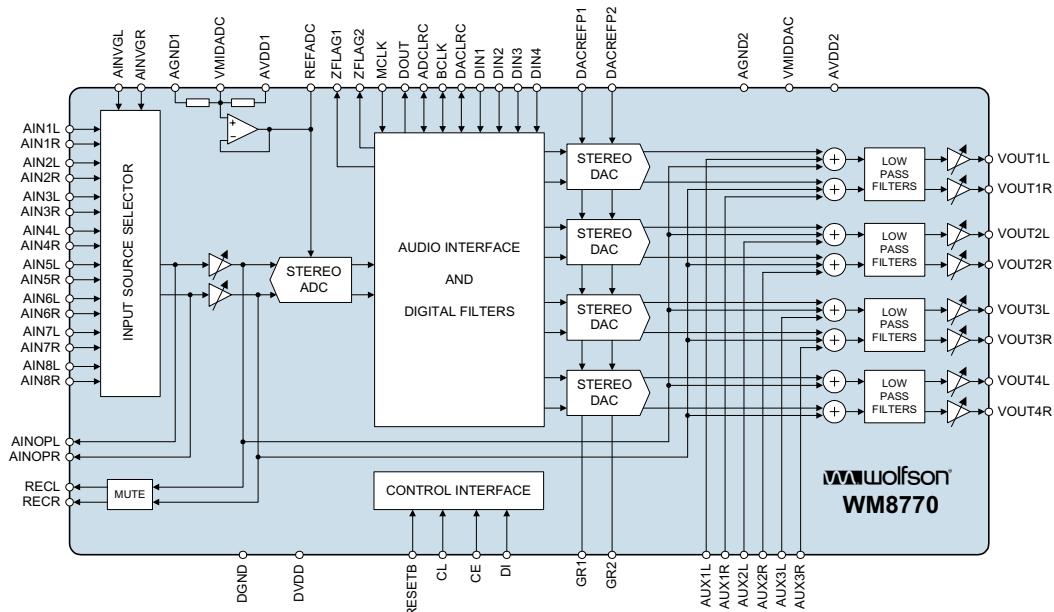 AINVGL
AINVGR
AGND1
VMIDADC
AVDD1
REFADC
ZFLAG1
ZFLAG2
MCLK
DOUT
ADCLRC
BCLK
DACLRC
DIN1
DIN2
DIN3
DIN4
DACREFP1
DACREFP2
AGND2
VMIDDAC
AVDD2
AIN1L
AIN1R
AIN2L
AIN2R
AIN3L
AIN3R
AIN4L
AIN4R
AIN5L
AIN5R
AIN6L
AIN6R
AIN7L
AIN7R
AIN8L
AIN8R
AINOPL
AINOPR
RECL
RECR
INPUT SOURCE SELECTOR
+
−
STEREO
ADC
MUTE
AUDIO INTERFACE
AND
DIGITAL FILTERS
CONTROL INTERFACE
STEREO
DAC
STEREO
DAC
STEREO
DAC
STEREO
DAC
+
+
+
+
+
+
+
+
LOW
PASS
FILTERS
LOW
PASS
FILTERS
LOW
PASS
FILTERS
LOW
PASS
FILTERS
VOUT1L
VOUT1R
VOUT2L
VOUT2R
VOUT3L
VOUT3R
VOUT4L
VOUT4R
wolfson®
WM8770
DGND
DVDD
RESETB
CL
CE
DI
GR1
GR2
AUX1L
AUX1R
AUX2L
AUX2R
AUX3L
AUX3R